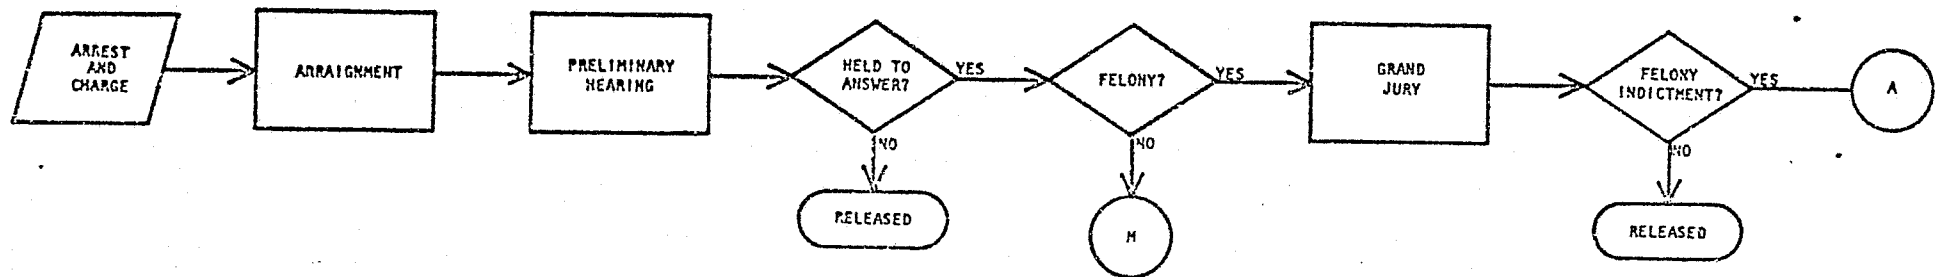 ARREST
AND
CHARGE
ARRAIGNMENT
PRELIMINARY
HEARING
HELD TO
ANSWER?
YES
NO
RELEASED
FELONY?
YES
NO
M
GRAND
JURY
FELONY
INDICTMENT?
YES
NO
RELEASED
A